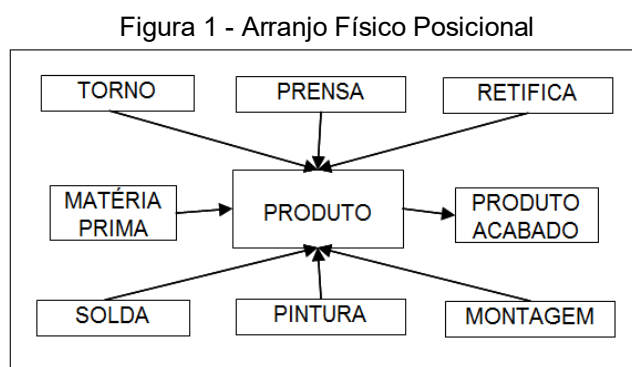 Figura 1 - Arranjo Físico Posicional
TORNO
PRENSA
RETIFICA
MATÉRIA
PRIMA
PRODUTO
PRODUTO
ACABADO
SOLDA
PINTURA
MONTAGEM